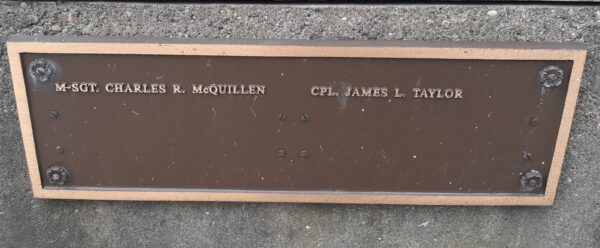 M-SGT. CHARLES R. McQUILLEN
CPL. JAMES L. TAYLOR